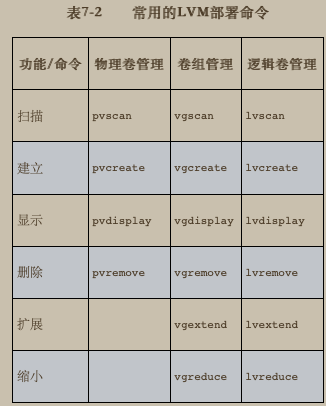 表7-2 常用的LVM部署命令
功能/命令 物理卷管理 卷组管理 逻辑卷管理
扫描 pvscan vgscan lvscan
建立 pvcreate vgcreate lvcreate
显示 pvdisplay vgdisplay lvdisplay
删除 pvremove vgremove lvremove
扩展 vgextend lvextend
缩小 vgreduce lvreduce